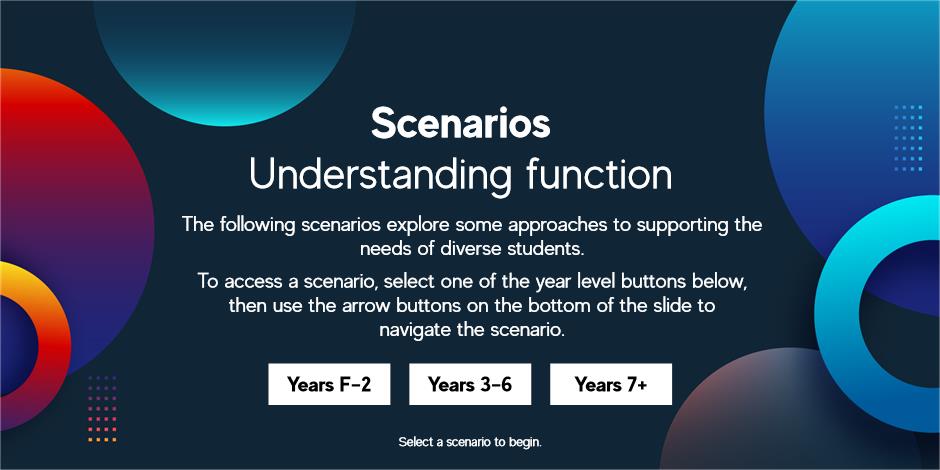 Scenarios
Understanding function
The following scenarios explore some approaches to supporting the
needs of diverse students.
To access a scenario, select one of the year level buttons below,
then use the arrow buttons on the bottom of the slide to
navigate the scenario.
Years F–2
Years 3–6
Years 7+
Select a scenario to begin.